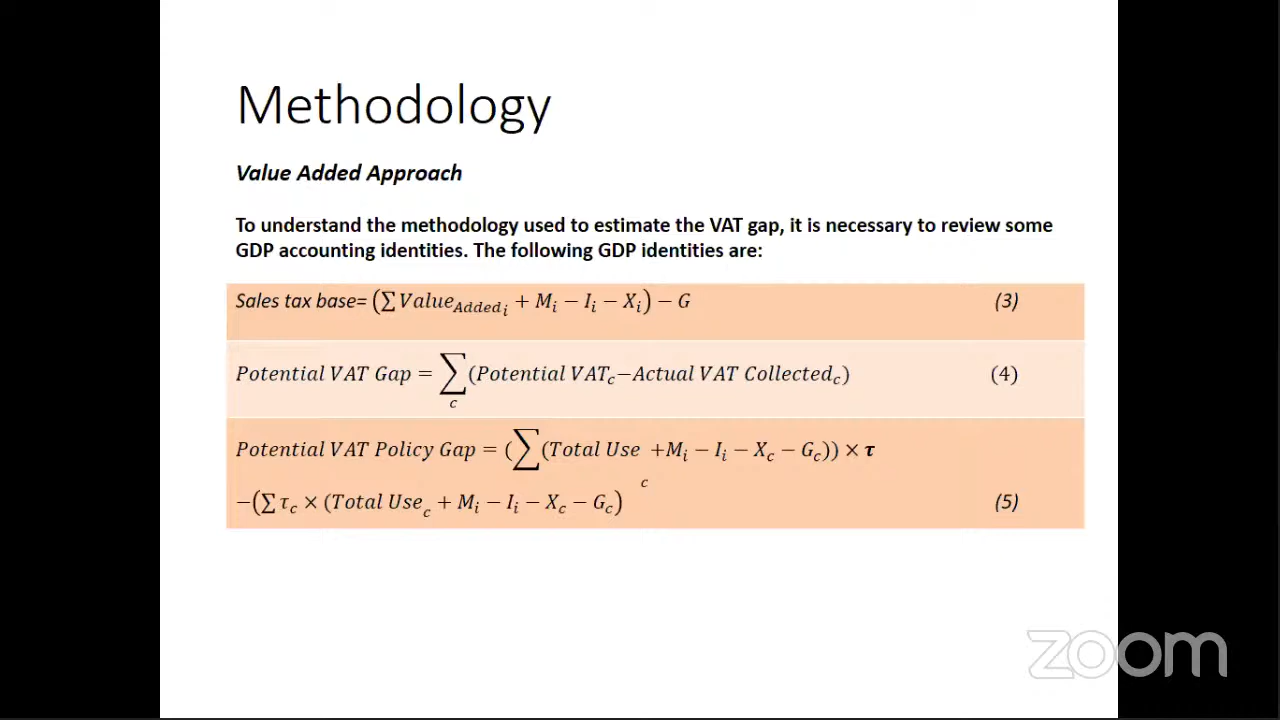 Methodology
Value Added Approach
To understand the methodology used to estimate the VAT gap, it is necessary to review some
GDP accounting identities. The following GDP identities are:
Sales tax base= (∑Value_{Added_i} + M_i − I_i − X_i) − G (3)
Potential VAT Gap = ∑_c (Potential VAT_c−Actual VAT Collected_c) (4)
Potential VAT Policy Gap = (∑(Total Use +M_i − I_i − X_c − G_c)) × τ
c
−(∑ τ_c × (Total Use_c + M_i − I_i − X_c − G_c) (5)
zoom